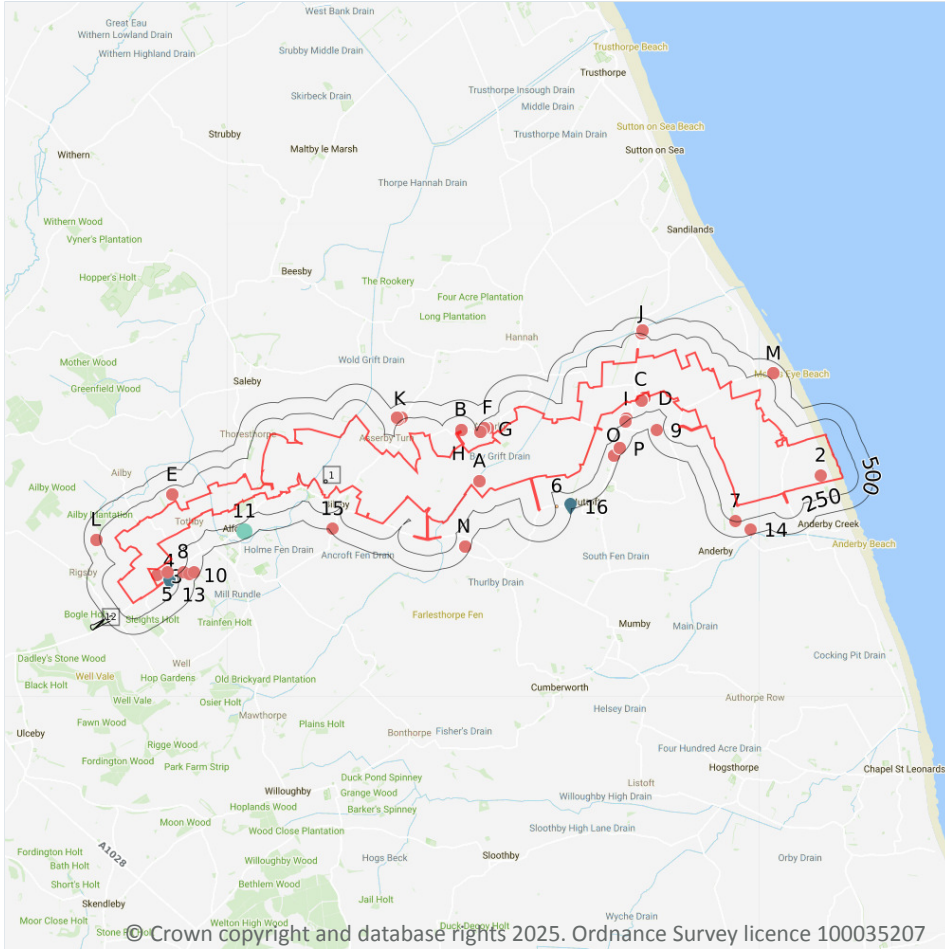 West Bank Drain
Great Eau
Withern Lowland Drain
Withern Highland Drain
Srubby Middle Drain
Trusthorpe Beach
Trusthorpe
Skirbeck Drain
Trusthorpe Insough Drain
Middle Drain
Strubby
Trusthorpe Main Drain
Sutton on Sea Beach
Maltby le Marsh
Sutton on Sea
Withern
Thorpe Hannah Drain
Withern Wood
Vyner's Plantation
Sandilands
Hopper's Holt
Beesby
The Rookery
Four Acre Plantation
Long Plantation
J
Hannah
Mother Wood
Greenfield Wood
Wold Grift Drain
M
Saleby
C
K
B
F
I
D
Thoresthorpe
Asserby Turn
G
9
H
Grift Drain
O
P
Ailby
E
1
A
2
500
Ailby Wood
6
250
Ailby Plantation
Tothby
11
15
16
7
L
N
14
Anderby Creek
Anderby Beach
Holme Fen Drain
Ancroft Fen Drain
South Fen Drain
Anderby
Rigsby
4
8
3
10
5
13
Mill Rundle
Thurlby Drain
12
Sleights Holt
Trainfen Holt
Farlesthorpe Fen
Mumby
Main Drain
Dadley's Stone Wood
Well
Cocking Pit Drain
Black Holt
Well Vale
Hop Gardens
Old Brickyard Plantation
Cumberworth
Well Vale
Osier Holt
Authorpe Row
Fawn Wood
Mawthorpe
Plains Holt
Helsey Drain
Ulceby
Bonthorpe
Fisher's Drain
Rigge Wood
Fordington Wood
Park Farm Strip
Four Hundred Acre Drain
Hogsthorpe
Chapel St Leonards
Duck Pond Spinney
Listoft
Willoughby
Grange Wood
Willoughby High Drain
Hoplands Wood
Barker's Spinney
Moon Wood
Wood Close Plantation
Sloothby High Lane Drain
A1028
Fordington Holt
Willoughby Wood
Hogs Beck
Sloothby
Orby Drain
Bath Holt
Short's Holt
Bethlem Wood
Skendleby
Jail Holt
Moor Close Holt
Welton High Wood
Wyche Drain
Duck Deggy Holt
© Crown copyright and database rights 2025. Ordnance Survey licence 100035207